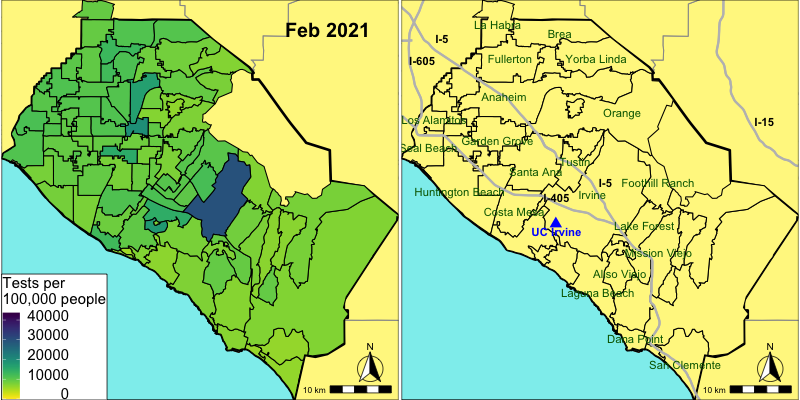 Feb 2021
Tests per
100,000 people
40000
30000
20000
10000
0
N
10 km
La Habra
Brea
I-5
I-605
Fullerton
Yorba Linda
Anaheim
Orange
I-15
Los Alamitos
Garden Grove
Seal Beach
Tustin
Santa Ana
I-5
Foothill Ranch
Huntington Beach
Irvine
I-405
Costa Mesa
UC Irvine
Lake Forest
Mission Viejo
Aliso Viejo
Laguna Beach
Dana Point
San Clemente
N
10 km